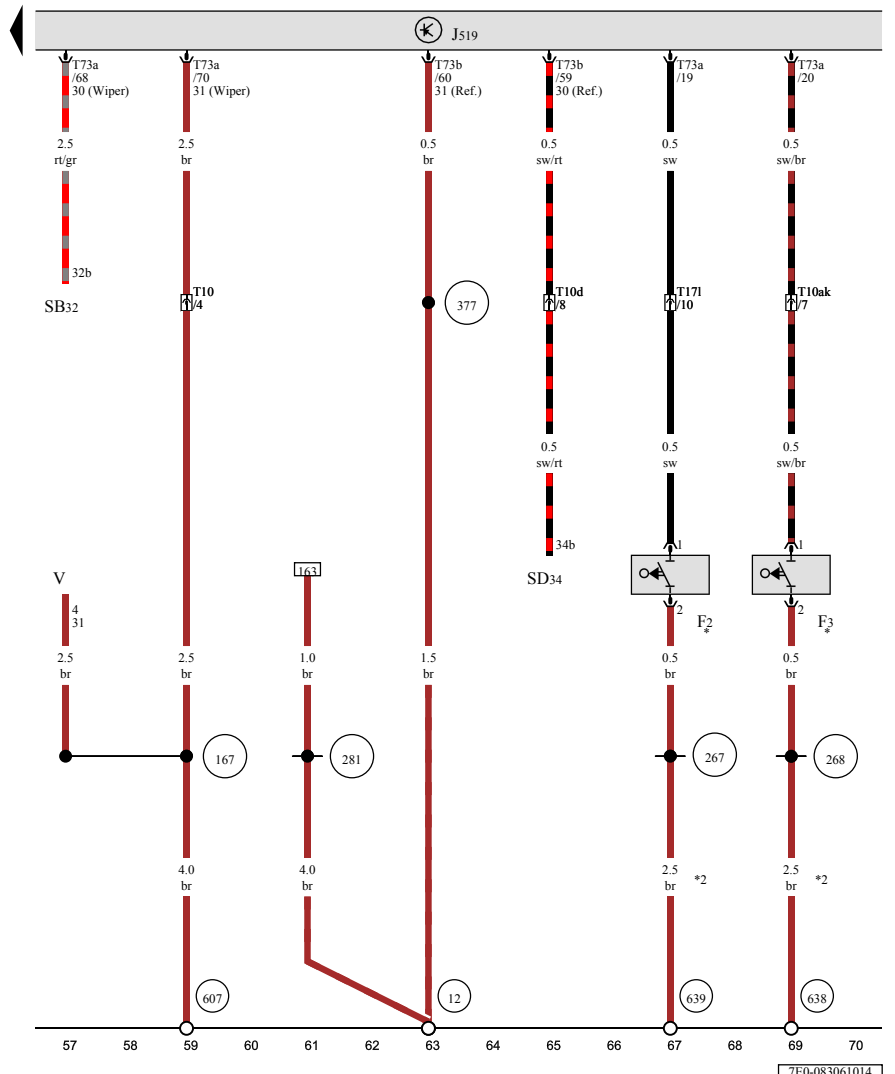 J519
T73a
/68
30 (Wiper)
T73a
/70
31 (Wiper)
T73b
/60
31 (Ref.)
T73b
/59
30 (Ref.)
T73a
/19
T73a
/20
2.5
rt/gr
2.5
br
0.5
br
0.5
sw/rt
0.5
sw
0.5
sw/br
32b
SB32
T10
/4
377
T10d
/8
T17l
/10
T10ak
/7
0.5
sw/rt
0.5
sw
0.5
sw/br
34b
SD34
1
1
163
V
4
31
2
F2
*
2
F3
*
2.5
br
2.5
br
1.0
br
1.5
br
0.5
br
0.5
br
167
281
267
268
4.0
br
4.0
br
2.5
br
*2
2.5
br
*2
607
12
639
638
57 58 59 60 61 62 63 64 65 66 67 68 69 70
7E0-083061014